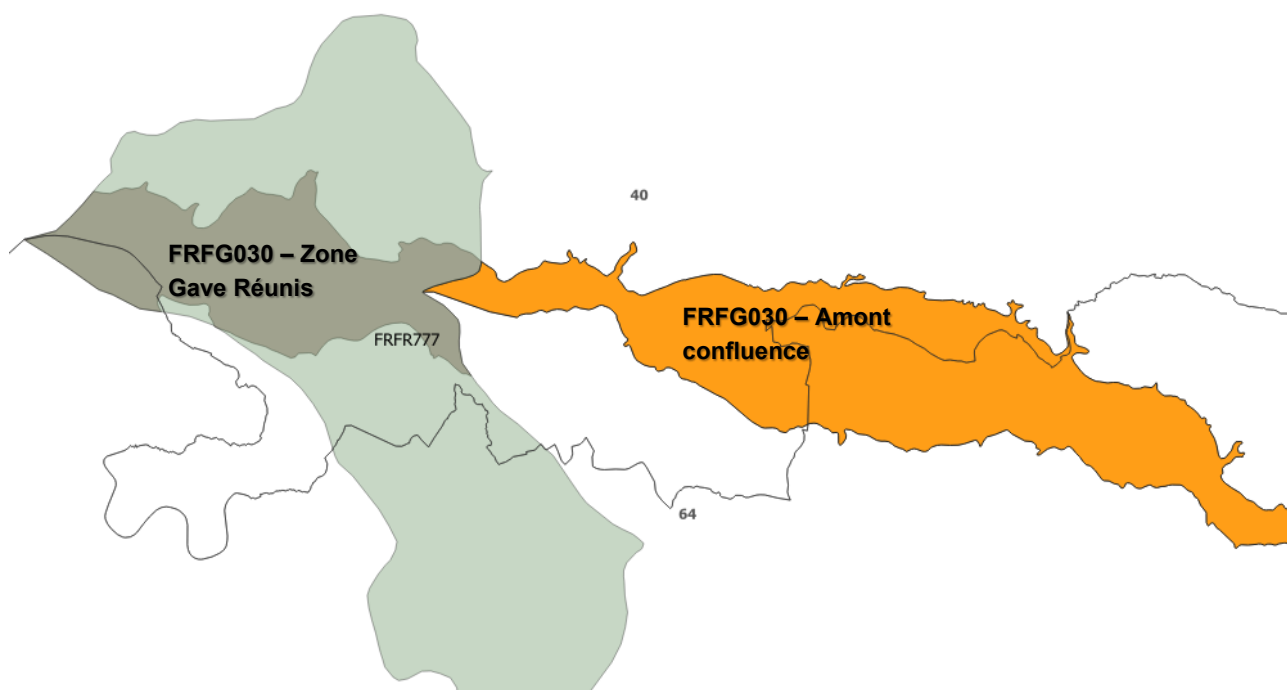 40
FRFG030 – Zone
Gave Réunis
FRFG030 – Amont
confluence
FRFR777
64